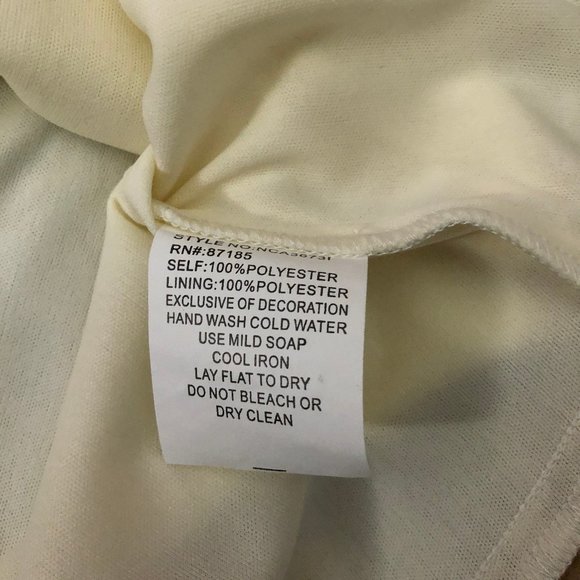 STYLE NO:NCA3673I
RN#:87185
SELF:100%POLYESTER
LINING:100%POLYESTER
EXCLUSIVE OF DECORATION
HAND WASH COLD WATER
USE MILD SOAP
COOL IRON
LAY FLAT TO DRY
DO NOT BLEACH OR
DRY CLEAN